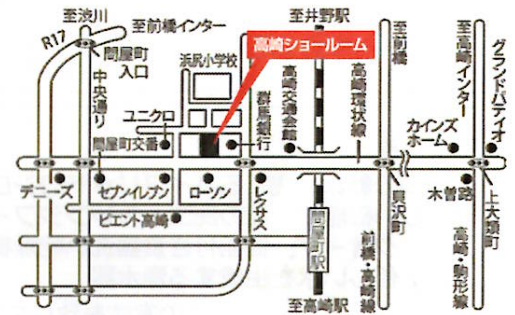 至渋川
至前橋インター
至井野駅
R17
問屋町
入口
中央通り
浜尻小学校
高崎ショールーム
至前橋
至高崎インター
グランドパティオ
ユニクロ
群馬銀行
高崎交通会館
高崎環状線
カインズ
ホーム
問屋町交番
デニーズ
セブンイレブン
ローソン
レクサス
貝沢町
木曽路
上大類町
ビエント高崎
問屋町駅
前橋・高崎線
高崎・駒形線
至高崎駅